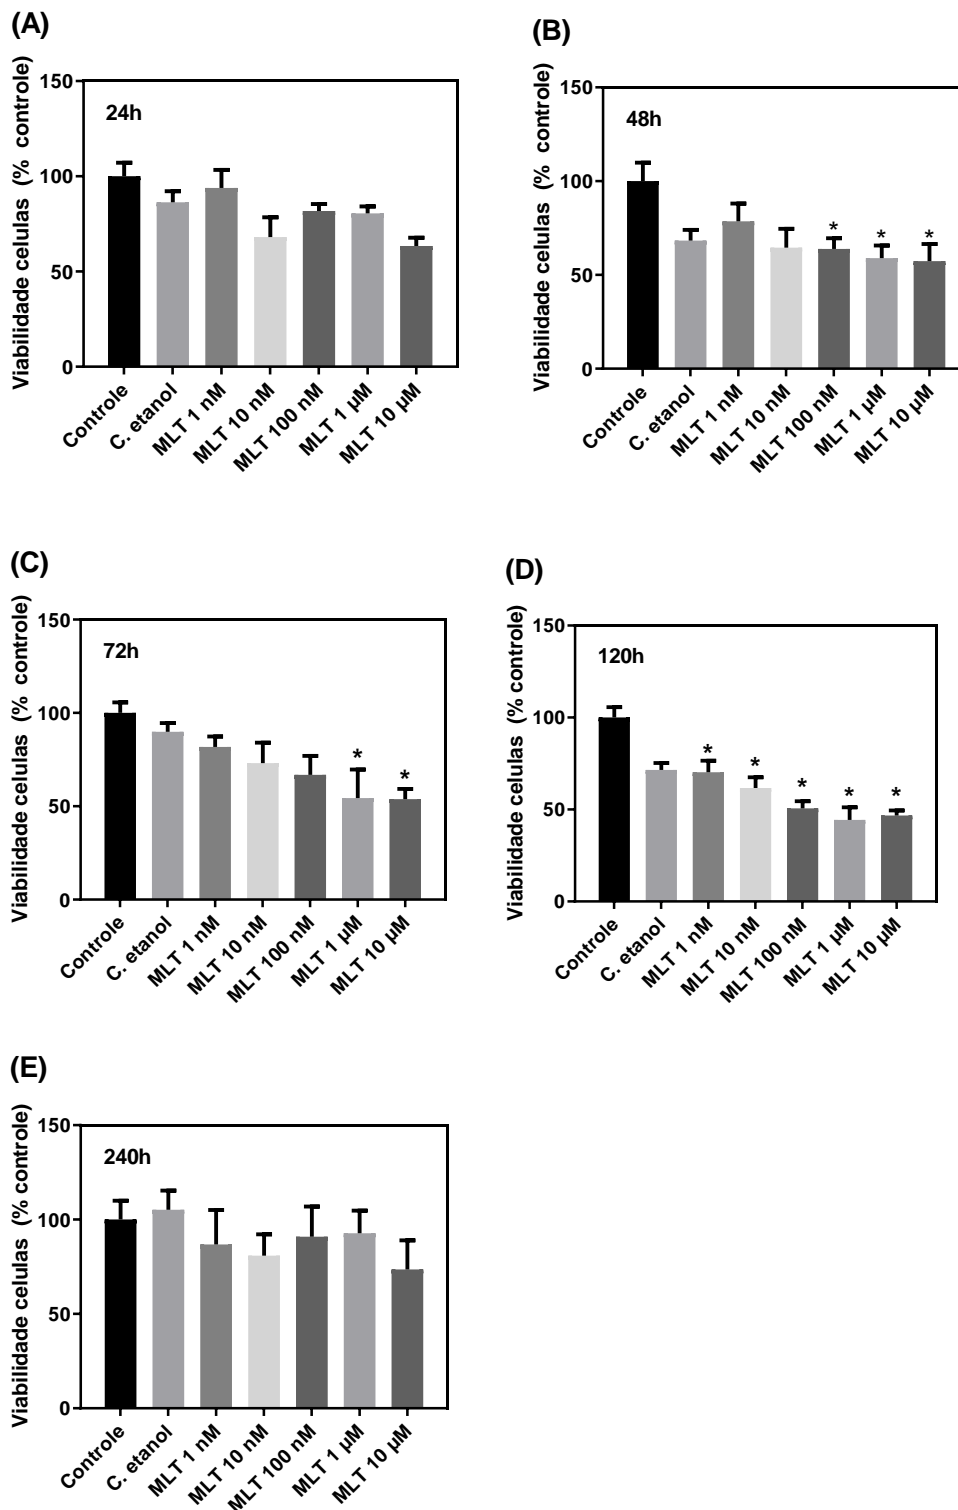 (A)
Viabilidade celulas (% controle)
150
100
50
0
24h
Controle
C. etanol
MLT 1 nM
MLT 10 nM
MLT 100 nM
MLT 1 µM
MLT 10 µM
(B)
Viabilidade celulas (% controle)
150
100
50
0
48h
*
*
*
Controle
C. etanol
MLT 1 nM
MLT 10 nM
MLT 100 nM
MLT 1 µM
MLT 10 µM
(C)
Viabilidade celulas (% controle)
150
100
50
0
72h
*
*
Controle
C. etanol
MLT 1 nM
MLT 10 nM
MLT 100 nM
MLT 1 µM
MLT 10 µM
(D)
Viabilidade celulas (% controle)
150
100
50
0
120h
*
*
*
*
*
Controle
C. etanol
MLT 1 nM
MLT 10 nM
MLT 100 nM
MLT 1 µM
MLT 10 µM
(E)
Viabilidade celulas (% controle)
150
100
50
0
240h
Controle
C. etanol
MLT 1 nM
MLT 10 nM
MLT 100 nM
MLT 1 µM
MLT 10 µM